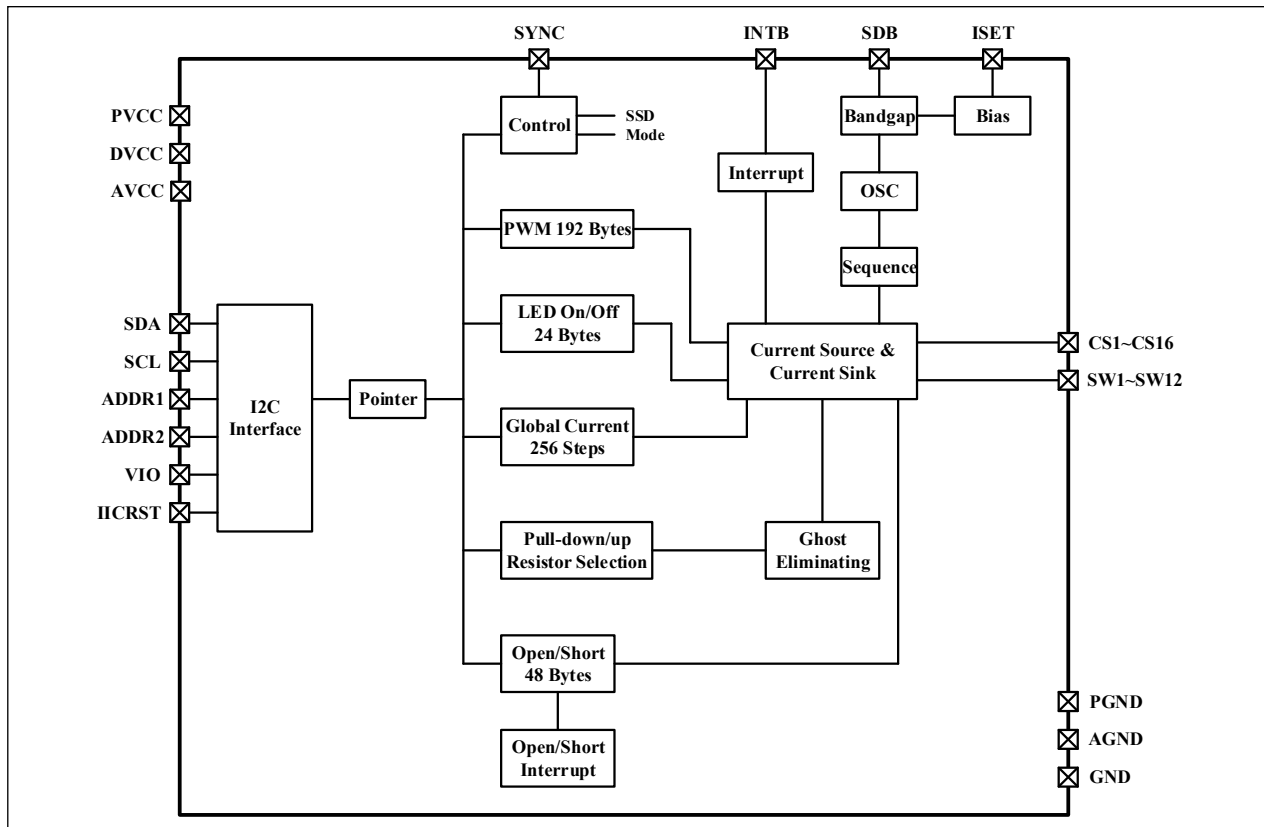 SYNC
INTB
SDB
ISET
PVCC
DVCC
AVCC
Control
SSD
Mode
Bandgap
Bias
Interrupt
OSC
PWM 192 Bytes
Sequence
SDA
SCL
ADDR1
ADDR2
VIO
IICRST
I2C
Interface
Pointer
LED On/Off
24 Bytes
Current Source &
Current Sink
CS1~CS16
SW1~SW12
Global Current
256 Steps
Pull-down/up
Resistor Selection
Ghost
Eliminating
Open/Short
48 Bytes
Open/Short
Interrupt
PGND
AGND
GND